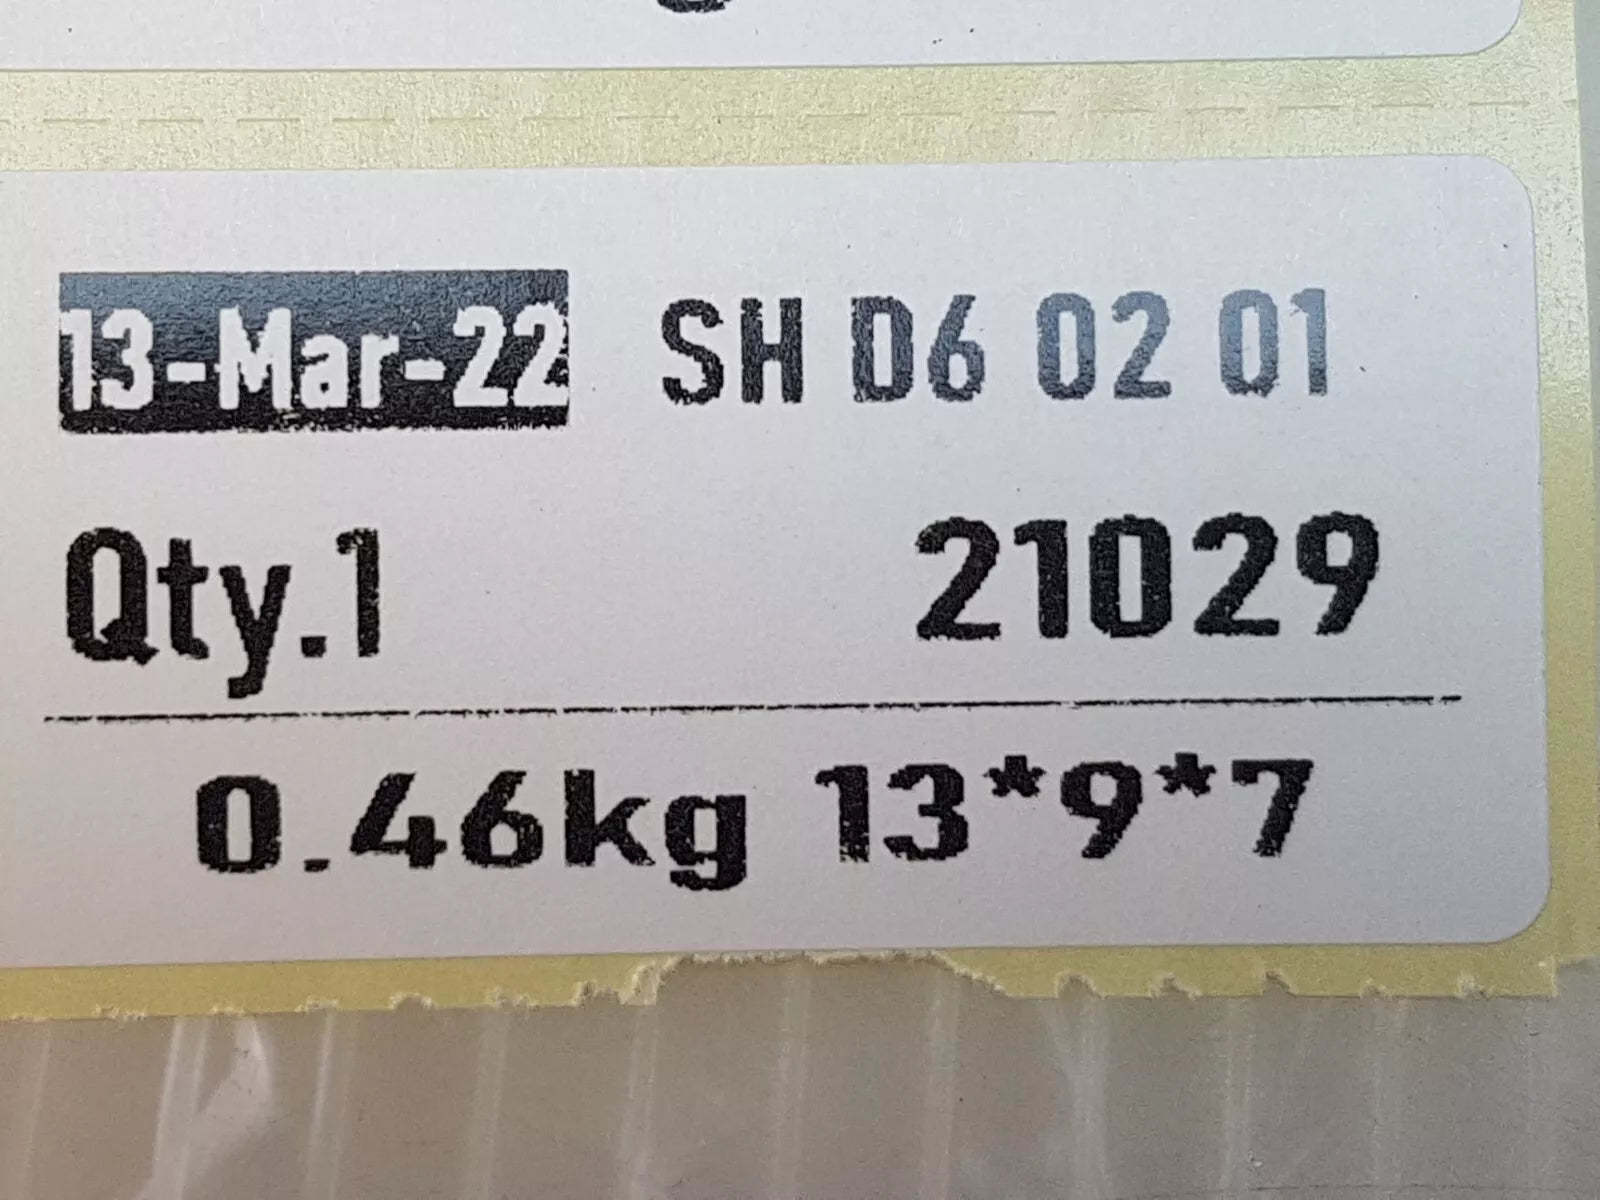 13-Mar-22 SH D6 02 01
Qty.1 21029
0.46kg 13*9*7